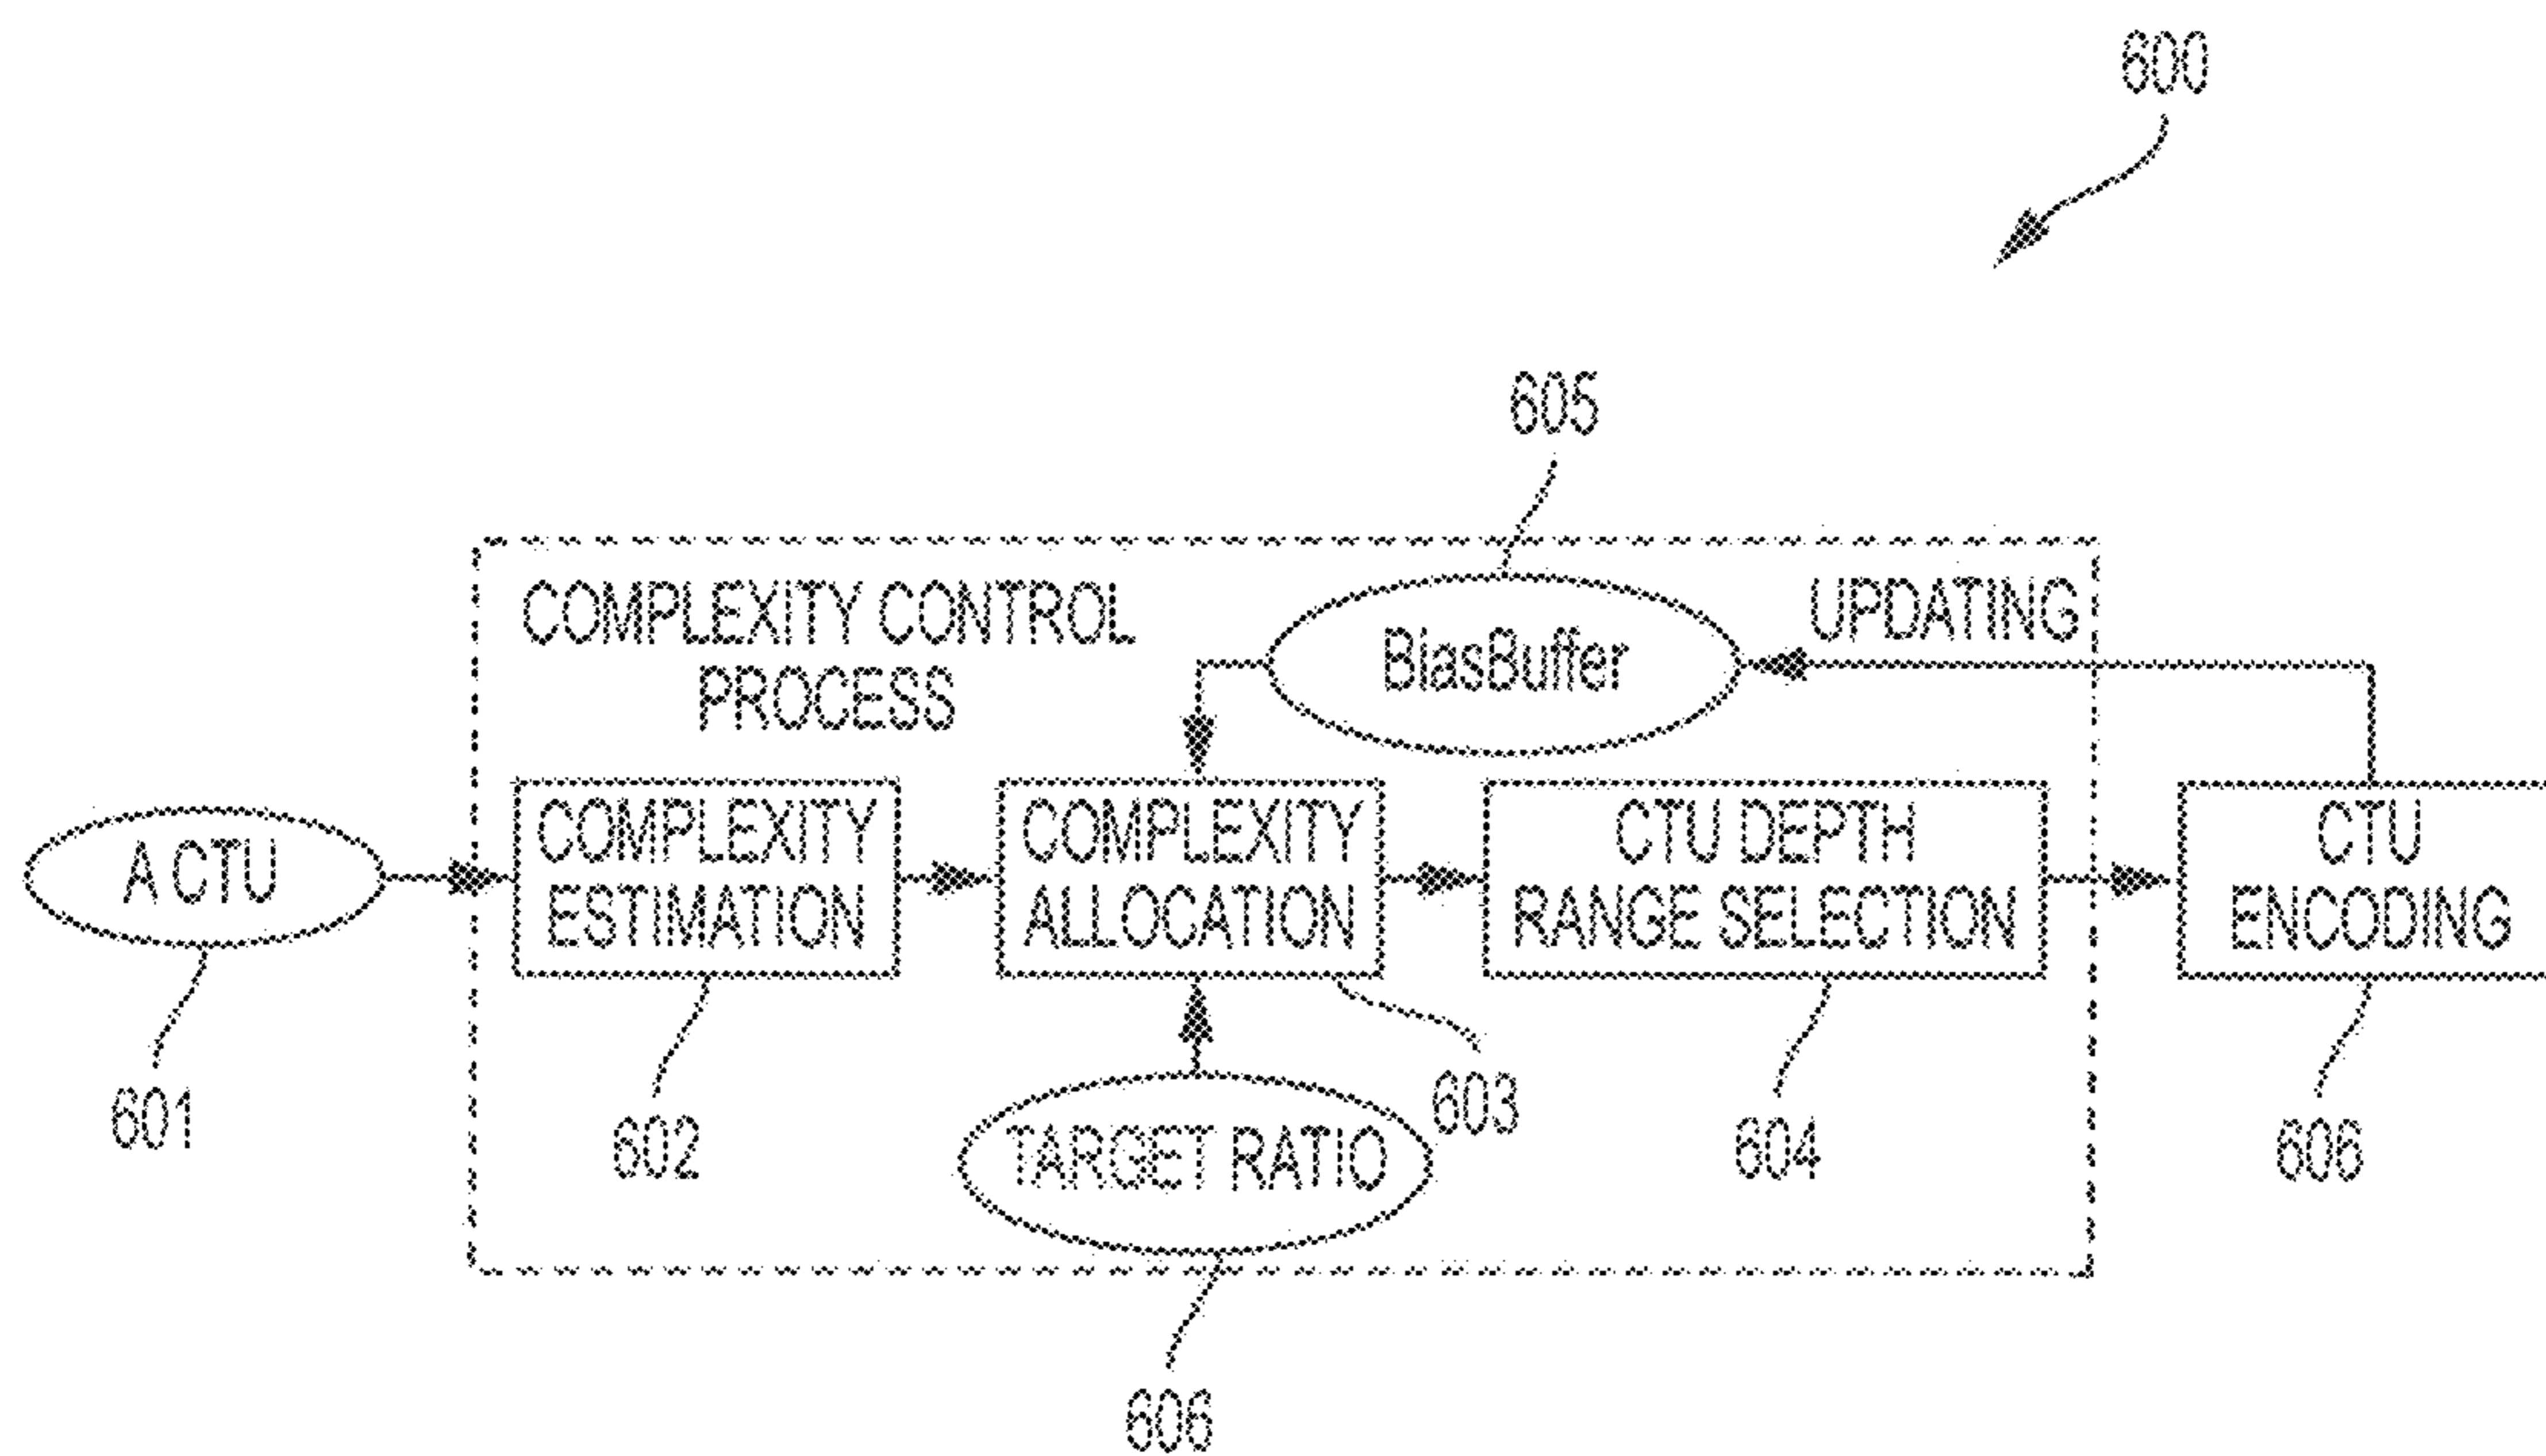 600
605
COMPLEXITY CONTROL
PROCESS
BiasBuffer
UPDATING
A CTU
COMPLEXITY
ESTIMATION
COMPLEXITY
ALLOCATION
CTU DEPTH
RANGE SELECTION
CTU
ENCODING
601
602
TARGET RATIO
603
604
606
606